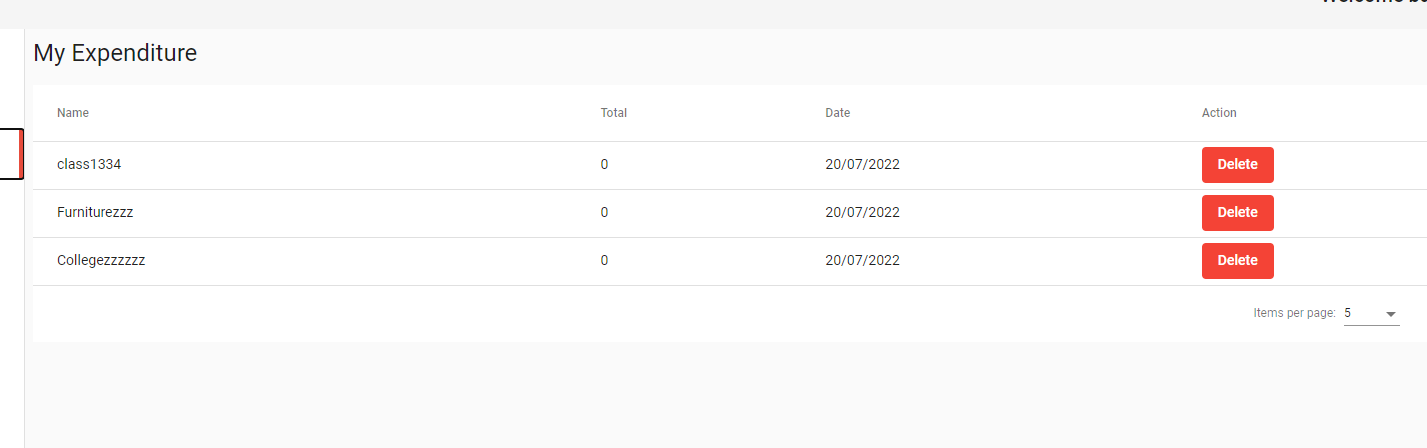 My Expenditure
Name Total Date Action
class1334 0 20/07/2022 Delete
Furniturezzz 0 20/07/2022 Delete
Collegezzzzzz 0 20/07/2022 Delete
Items per page: 5